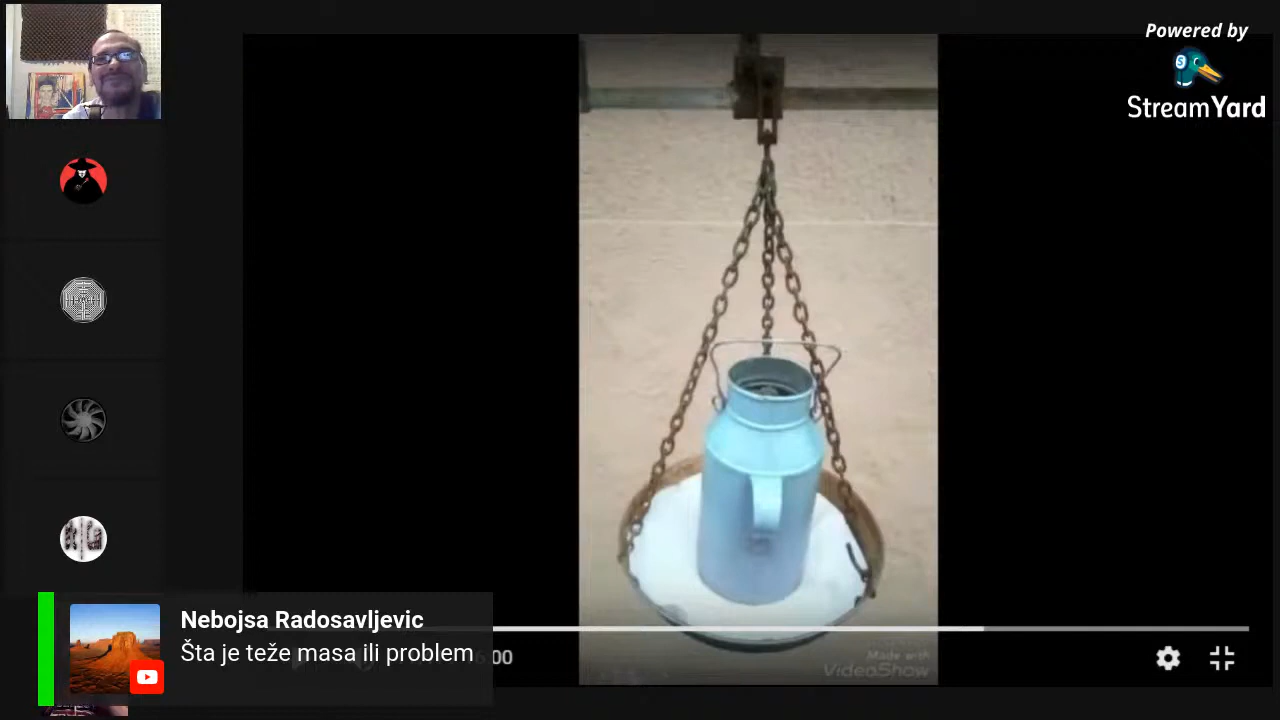 Powered by
StreamYard
Nebojsa Radosavljevic
Šta je teže masa ili problem
Made with
VideoShow